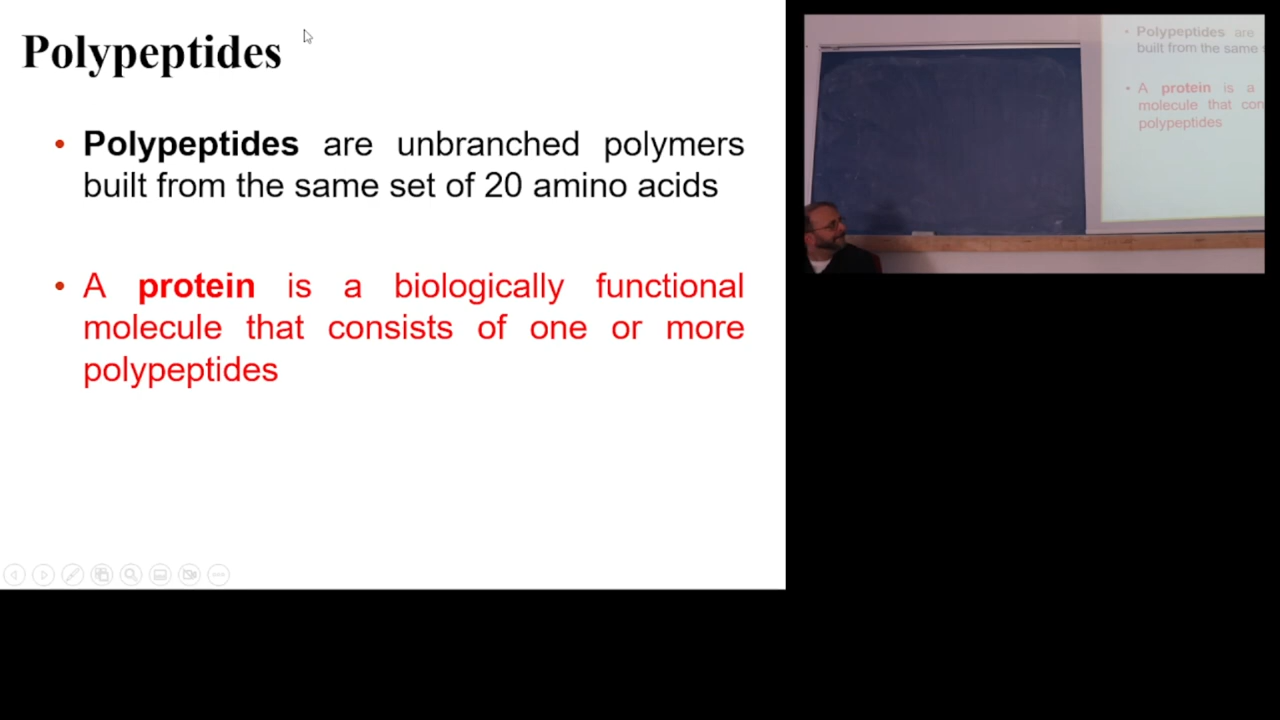 Polypeptides
• Polypeptides are unbranched polymers
built from the same set of 20 amino acids
• A protein is a biologically functional
molecule that consists of one or more
polypeptides
• Polypeptides are
built from the same
• A protein is a
molecule that con
polypeptides